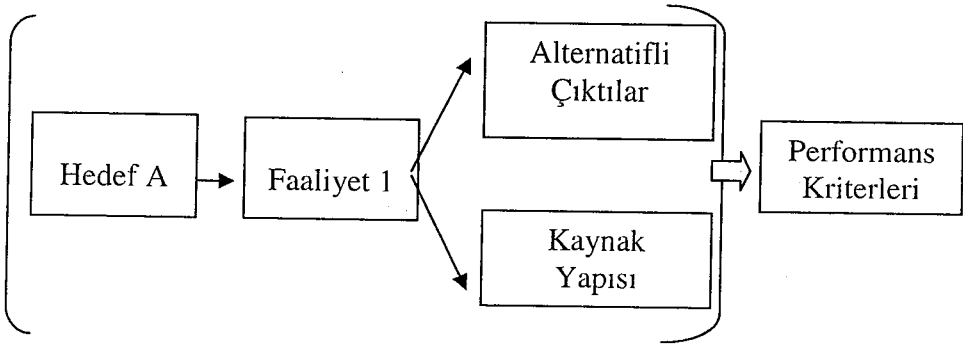 Hedef A
Faaliyet 1
Alternatifli
Çıktılar
Kaynak
Yapısı
Performans
Kriterleri